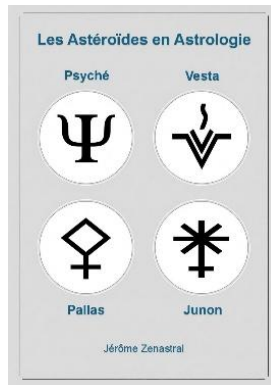 Les Astéroïdes en Astrologie
Psyché Vesta
Pallas Junon
Jérôme Zenastral